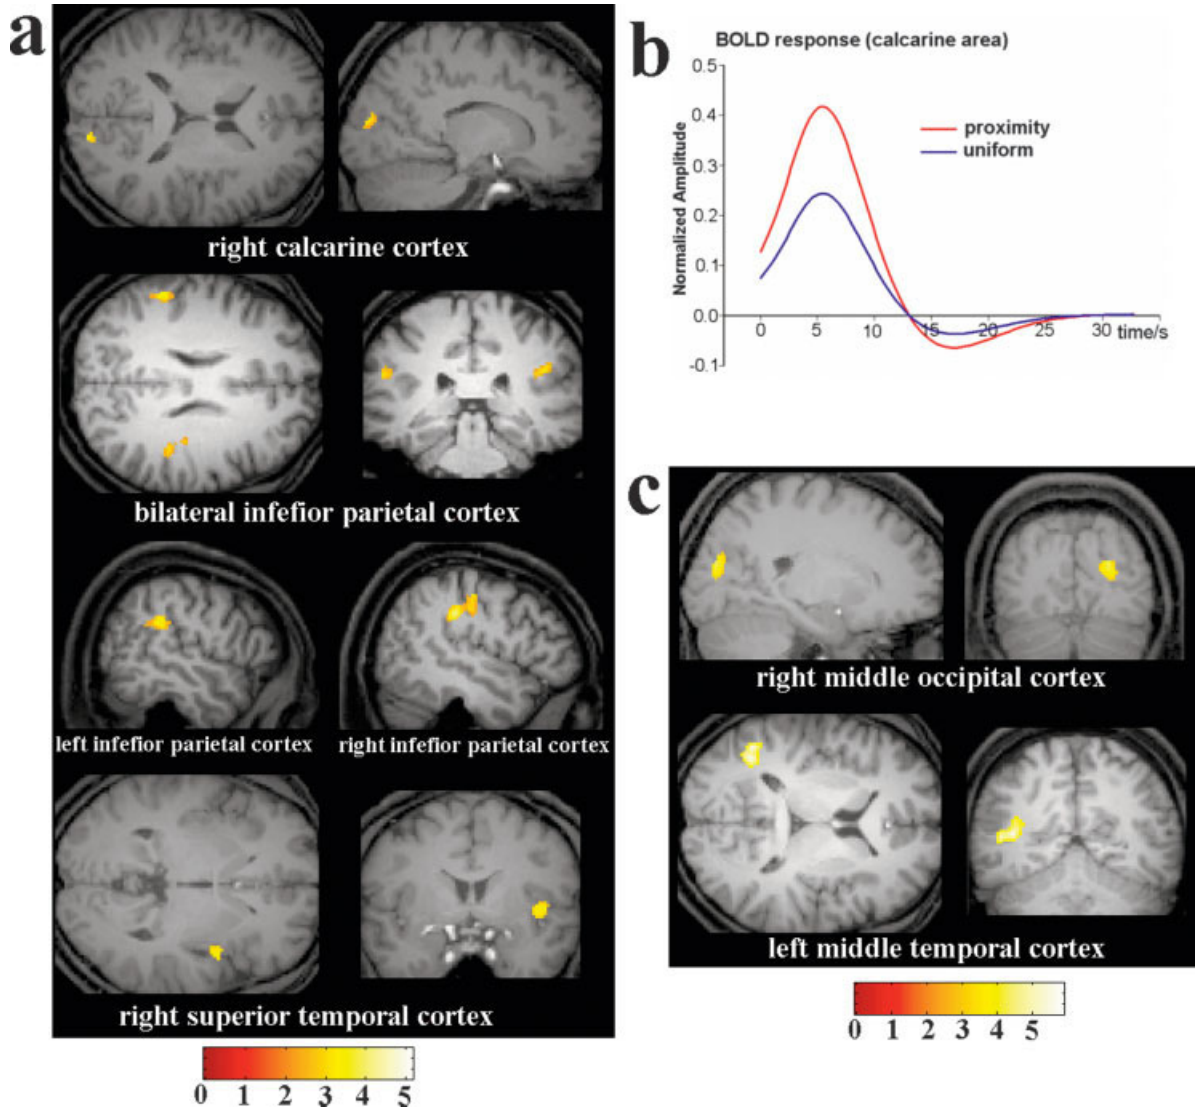 a
right calcarine cortex
bilateral infefior parietal cortex
left infefior parietal cortex
right infefior parietal cortex
right superior temporal cortex
0 1 2 3 4 5
b
BOLD response (calcarine area)
Normalized Amplitude
0.5
0.4
0.3
0.2
0.1
0.0
-0.1
proximity
uniform
0 5 10 15 20 25 30 time/s
c
right middle occipital cortex
left middle temporal cortex
0 1 2 3 4 5